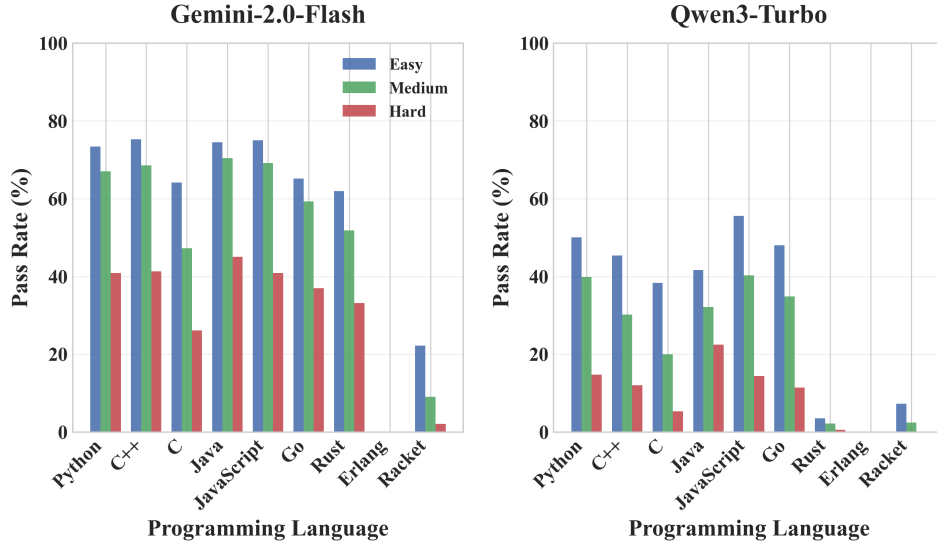 Gemini-2.0-Flash
Pass Rate (%)
100
80
60
40
20
0
Easy
Medium
Hard
Python
C++
C
Java
JavaScript
Go
Rust
Erlang
Racket
Programming Language
Qwen3-Turbo
Pass Rate (%)
100
80
60
40
20
0
Python
C++
C
Java
JavaScript
Go
Rust
Erlang
Racket
Programming Language